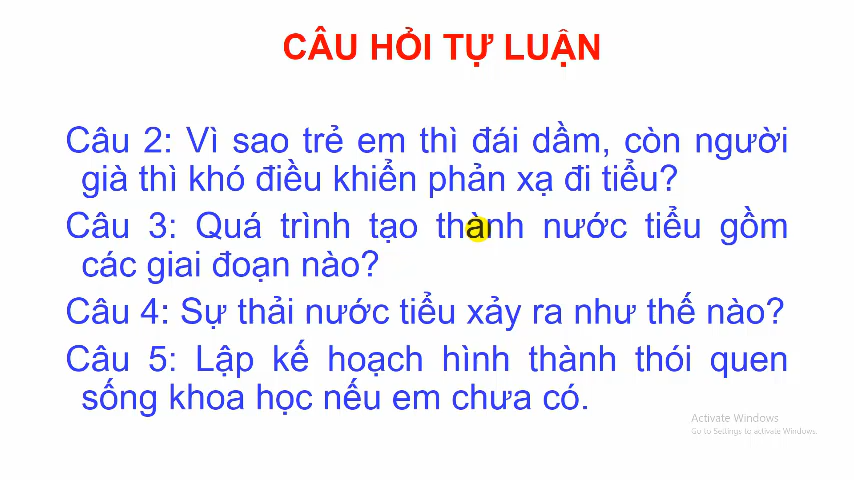 CÂU HỎI TỰ LUẬN
Câu 2: Vì sao trẻ em thì đái dầm, còn người
già thì khó điều khiển phản xạ đi tiểu?
Câu 3: Quá trình tạo thành nước tiểu gồm
các giai đoạn nào?
Câu 4: Sự thải nước tiểu xảy ra như thế nào?
Câu 5: Lập kế hoạch hình thành thói quen
sống khoa học nếu em chưa có.
Activate Windows
Go to Settings to activate Windows.